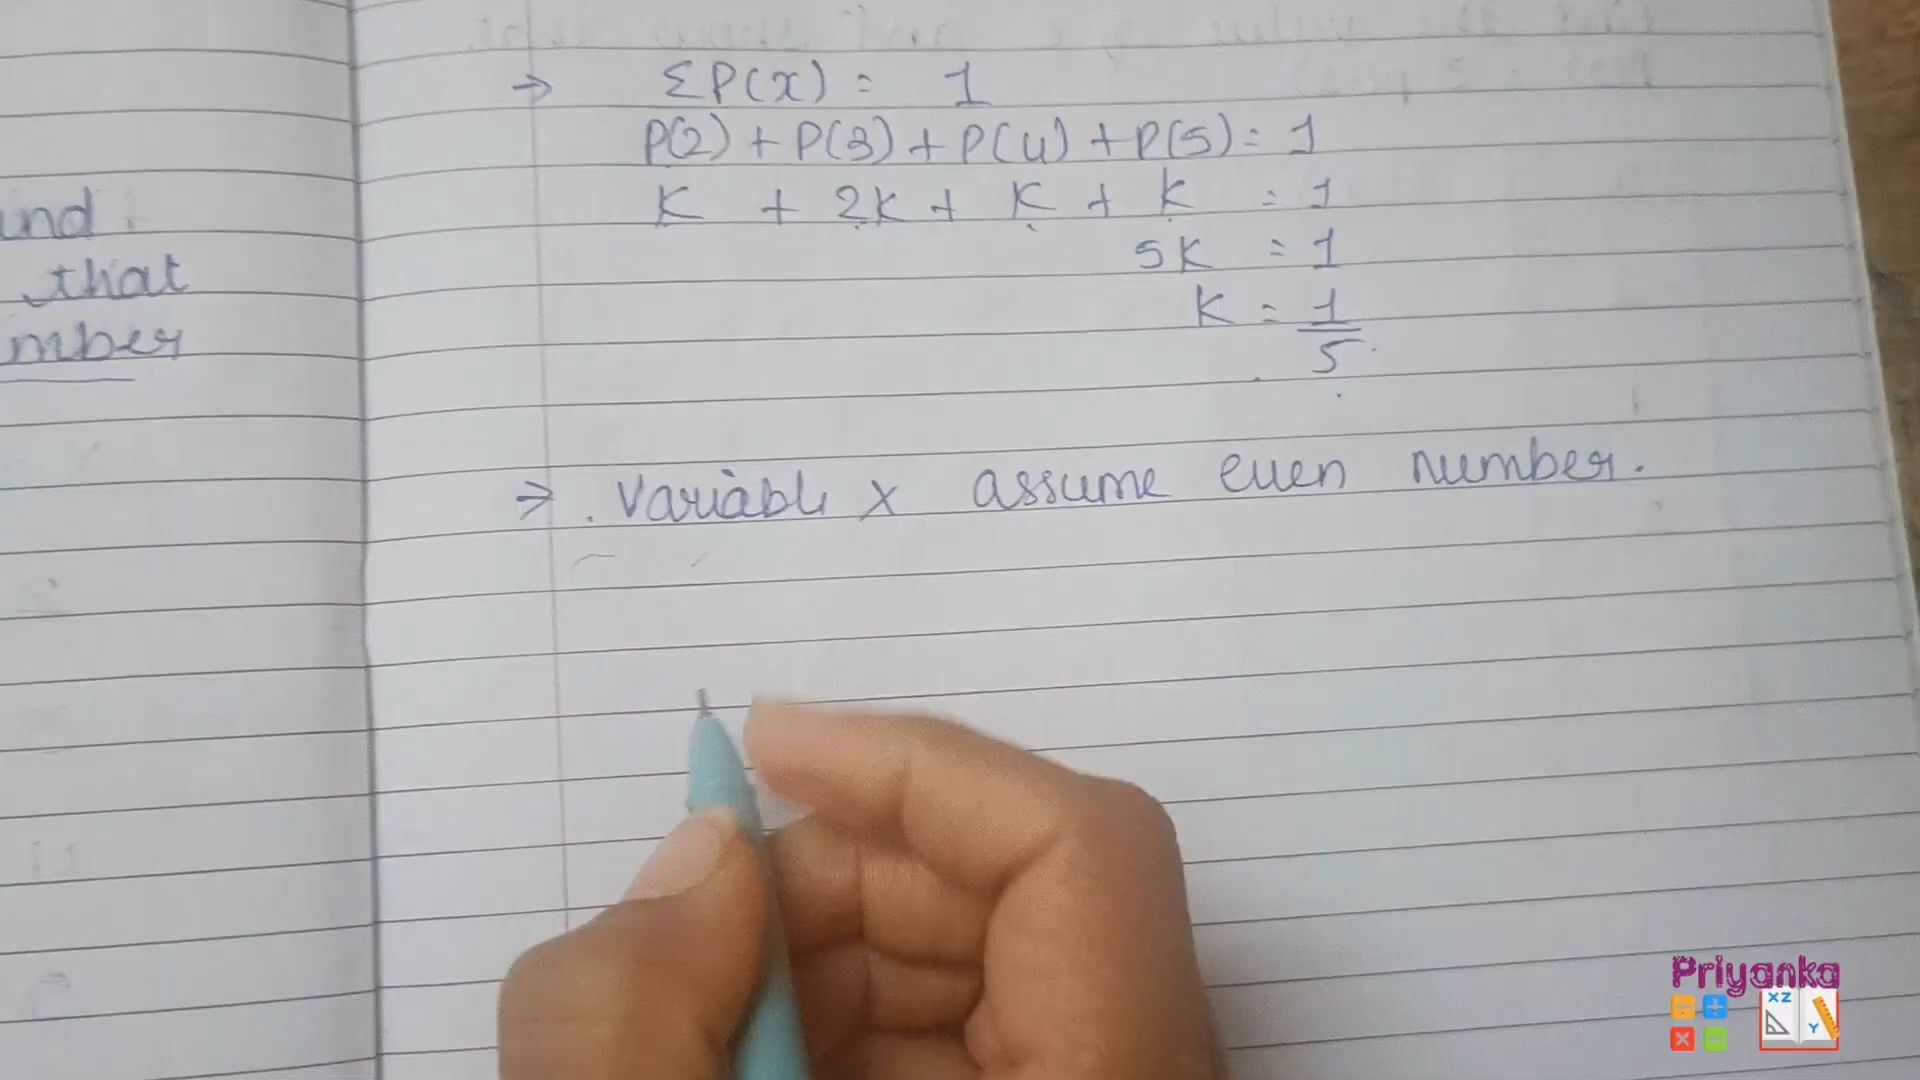 und
that
mber
→ ΣP(x) = 1
P(2) + P(3) + P(4) + P(5) = 1
K + 2K + K + K = 1
5K = 1
K = 1/5
⇒ . Variabl x assume even number.
Priyanka
XZ
Y